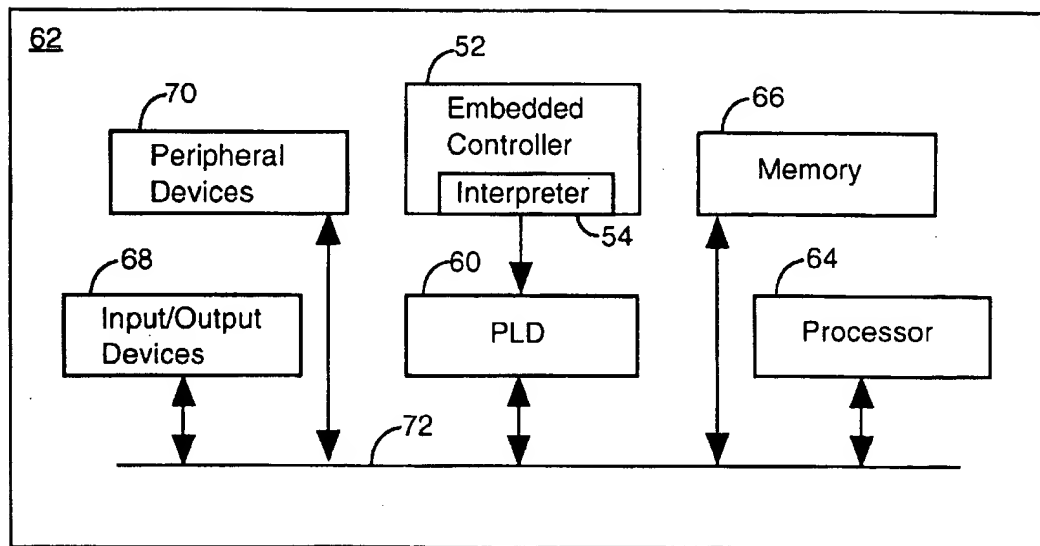 62
52
70
66
Embedded
Controller
Peripheral
Devices
Memory
Interpreter
54
68
60
64
Input/Output
Devices
PLD
Processor
72